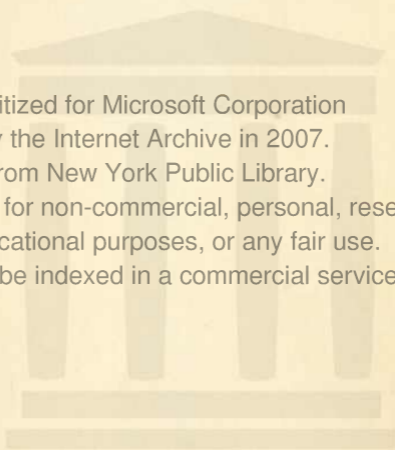 itized for Microsoft Corporation
y the Internet Archive in 2007.
rom New York Public Library.
for non-commercial, personal, rese
cational purposes, or any fair use.
be indexed in a commercial service